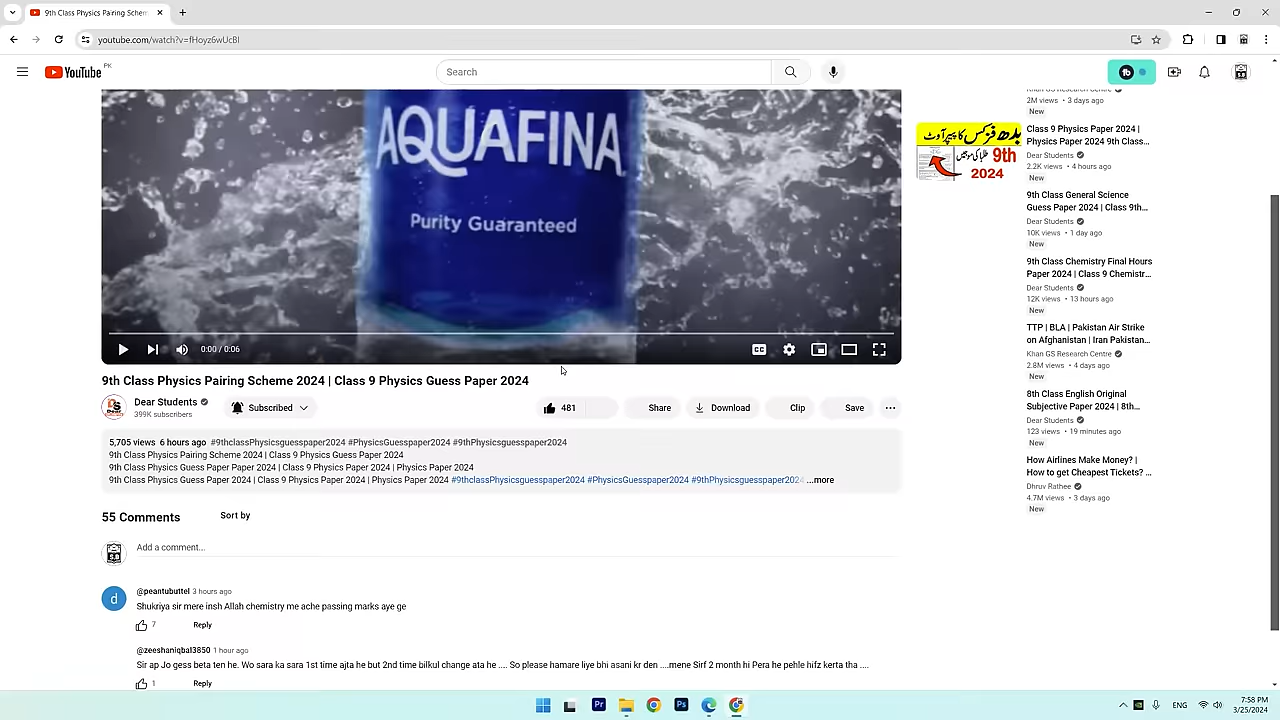 9th Class Physics Pairing Schem
youtube.com/watch?v=fHoyz6wUcBI
YouTube PK
Search
AQUAFINA
Purity Guaranteed
0:00 / 0:06
CC
9th Class Physics Pairing Scheme 2024 | Class 9 Physics Guess Paper 2024
Dear Students
399K subscribers
Subscribed
481
Share
Download
Clip
Save
5,705 views 6 hours ago #9thclassPhysicsguesspaper2024 #PhysicsGuesspaper2024 #9thPhysicsguesspaper2024
9th Class Physics Pairing Scheme 2024 | Class 9 Physics Guess Paper 2024
9th Class Physics Guess Paper Paper 2024 | Class 9 Physics Paper 2024 | Physics Paper 2024
9th Class Physics Guess Paper 2024 | Class 9 Physics Paper 2024 | Physics Paper 2024 #9thclassPhysicsguesspaper2024 #PhysicsGuesspaper2024 #9thPhysicsguesspaper2024 ...more
55 Comments
Sort by
Add a comment...
d
@peantubuttel 3 hours ago
Shukriya sir mere insh Allah chemistry me ache passing marks aye ge
7
Reply
@zeeshaniqbal3850 1 hour ago
Sir ap Jo gess beta ten he. Wo sara ka sara 1st time ajta he but 2nd time bilkul change ata he .... So please hamare liye bhi asani kr den ....mene Sirf 2 month hi Pera he pehle hifz kerta tha ....
1
Reply
بدھ فزکس کا پیپر آوٹ
9th
2024
Khan GS Research Centre
2M views • 3 days ago
New
Class 9 Physics Paper 2024 |
Physics Paper 2024 9th Class...
Dear Students
2.2K views • 4 hours ago
New
9th Class General Science
Guess Paper 2024 | Class 9th...
Dear Students
10K views • 1 day ago
New
9th Class Chemistry Final Hours
Paper 2024 | Class 9 Chemistr...
Dear Students
12K views • 13 hours ago
New
TTP | BLA | Pakistan Air Strike
on Afghanistan | Iran Pakistan...
Khan GS Research Centre
2.8M views • 4 days ago
New
8th Class English Original
Subjective Paper 2024 | 8th...
Dear Students
123 views • 19 minutes ago
New
How Airlines Make Money? |
How to get Cheapest Tickets? ...
Dhruv Rathee
4.7M views • 3 days ago
New
Pr
Ps
ENG
7:58 PM
3/25/2024